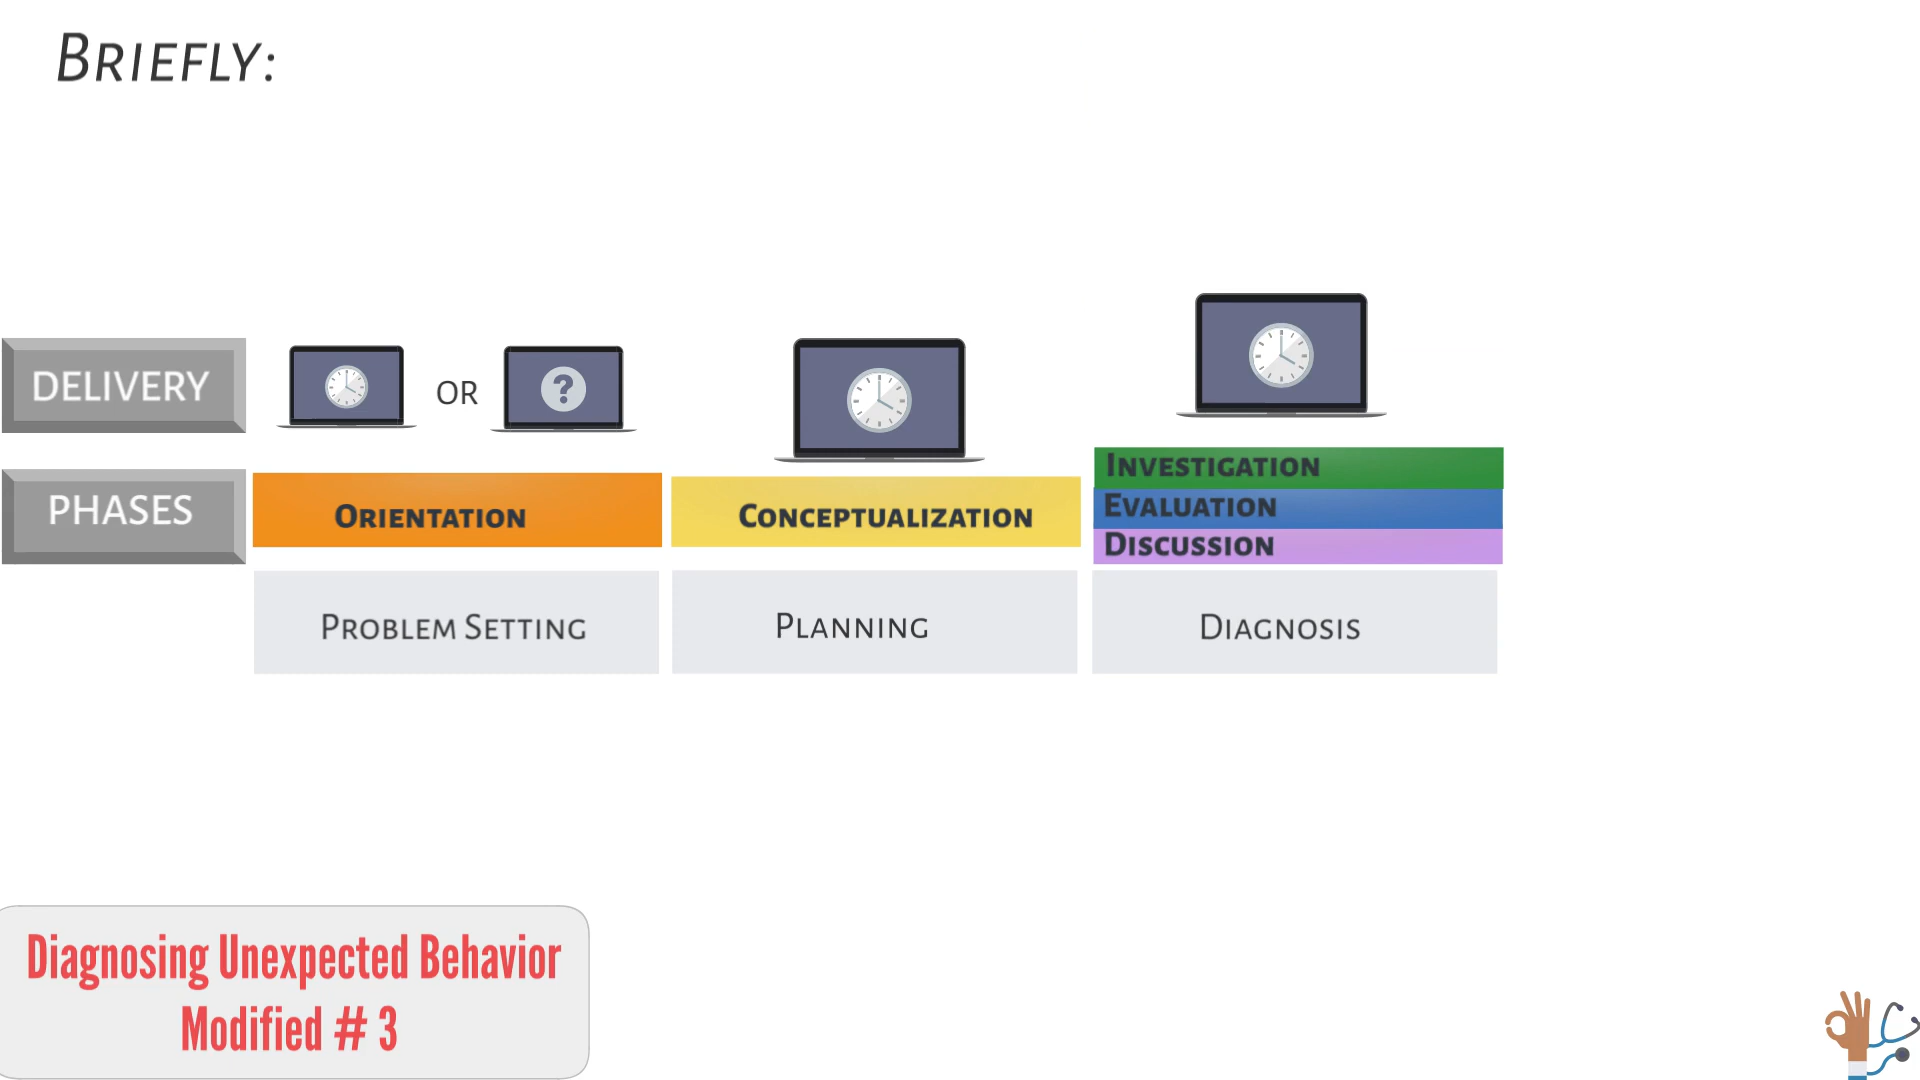 BRIEFLY:
DELIVERY
OR
?
PHASES
ORIENTATION
CONCEPTUALIZATION
INVESTIGATION
EVALUATION
DISCUSSION
PROBLEM SETTING
PLANNING
DIAGNOSIS
Diagnosing Unexpected Behavior
Modified # 3